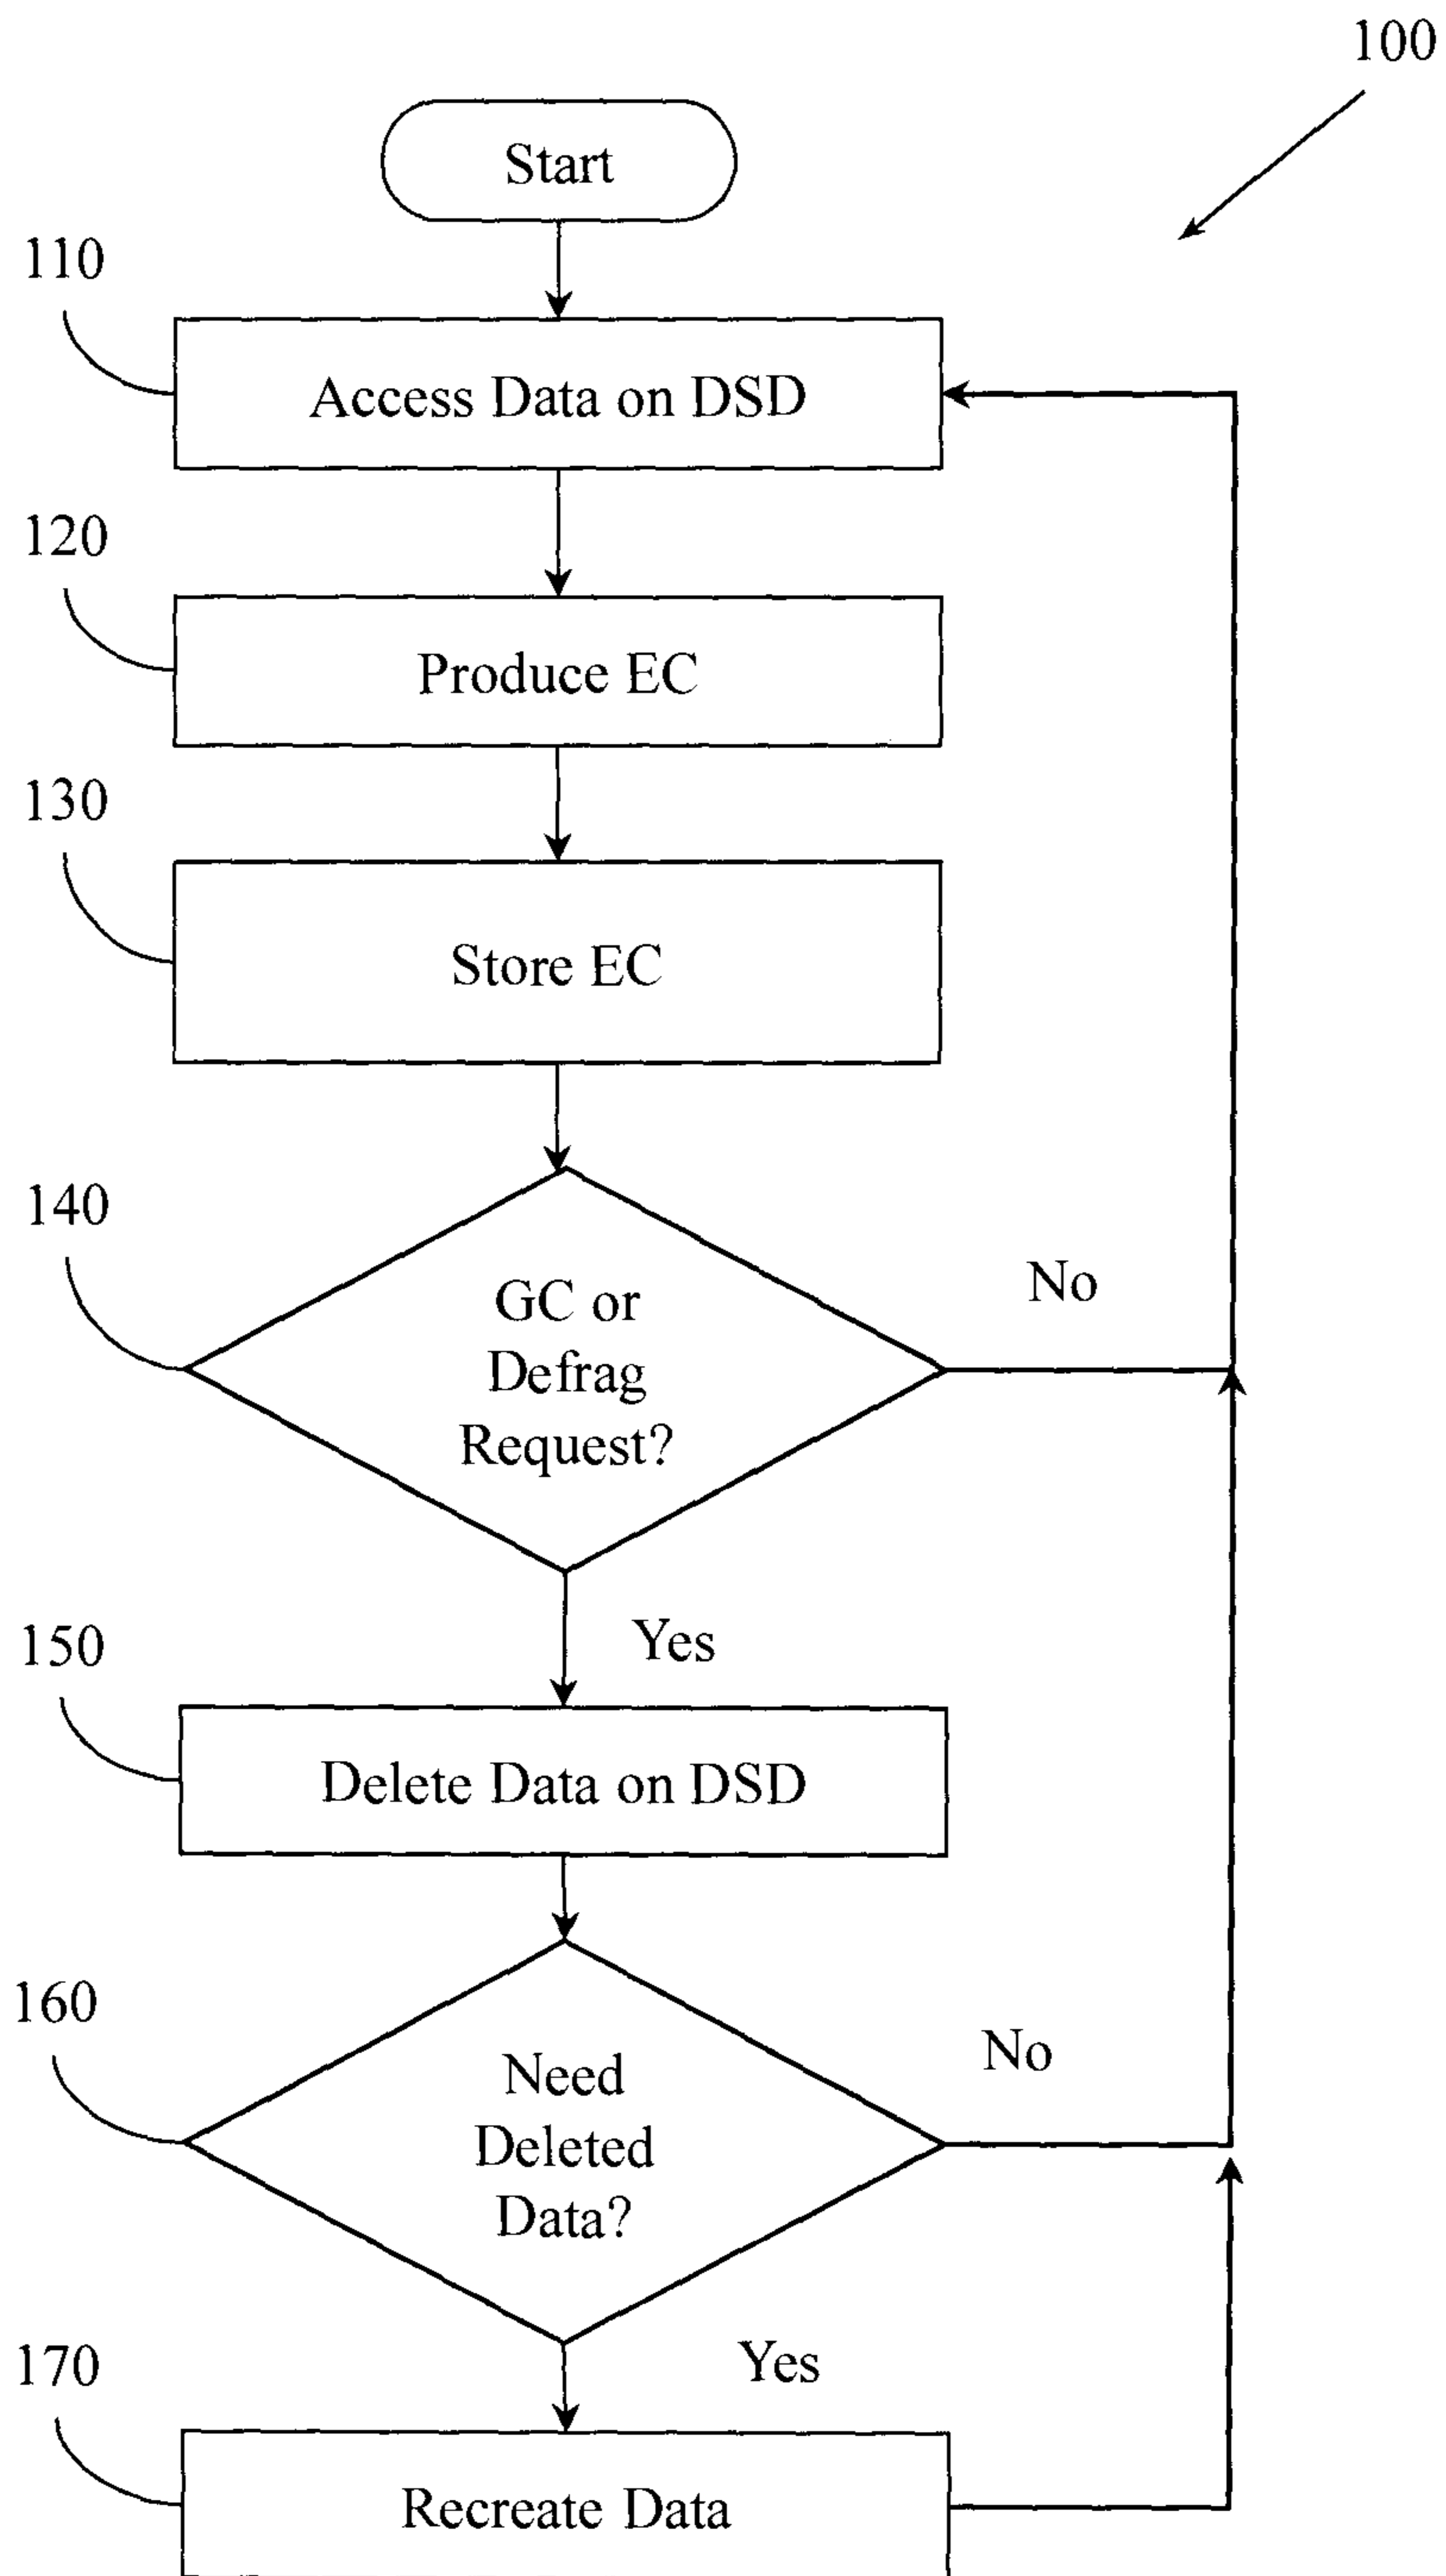 100
Start
110
Access Data on DSD
120
Produce EC
130
Store EC
140
GC or
Defrag
Request?
No
Yes
150
Delete Data on DSD
160
Need
Deleted
Data?
No
Yes
170
Recreate Data